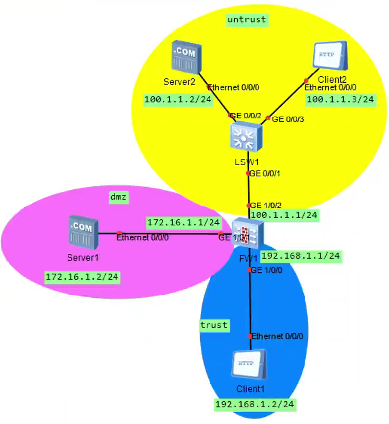 untrust
.COM
HTTP
Server2
Client2
Ethernet 0/0/0
Ethernet 0/0/0
100.1.1.2/24
100.1.1.3/24
GE 0/0/2
GE 0/0/3
LSW1
GE 0/0/1
dmz
GE 1/0/2
100.1.1.1/24
172.16.1.1/24
.COM
Ethernet 0/0/0
GE 1/0/1
Server1
FW1
192.168.1.1/24
172.16.1.2/24
GE 1/0/0
trust
Ethernet 0/0/0
HTTP
Client1
192.168.1.2/24